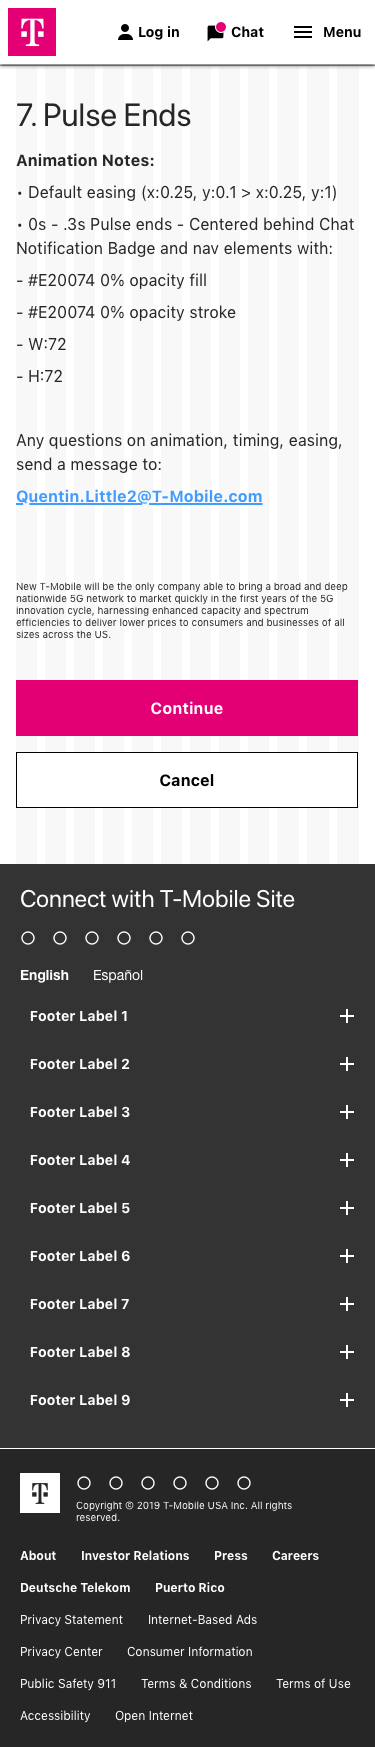 T Log in Chat Menu
7. Pulse Ends
Animation Notes:
• Default easing (x:0.25, y:0.1 > x:0.25, y:1)
• 0s - .3s Pulse ends - Centered behind Chat
Notification Badge and nav elements with:
- #E20074 0% opacity fill
- #E20074 0% opacity stroke
- W:72
- H:72
Any questions on animation, timing, easing,
send a message to:
Quentin.Little2@T-Mobile.com
New T-Mobile will be the only company able to bring a broad and deep
nationwide 5G network to market quickly in the first years of the 5G
innovation cycle, harnessing enhanced capacity and spectrum
efficiencies to deliver lower prices to consumers and businesses of all
sizes across the US.
Continue
Cancel
Connect with T-Mobile Site
English Español
Footer Label 1
Footer Label 2
Footer Label 3
Footer Label 4
Footer Label 5
Footer Label 6
Footer Label 7
Footer Label 8
Footer Label 9
T
Copyright © 2019 T-Mobile USA Inc. All rights
reserved.
About Investor Relations Press Careers
Deutsche Telekom Puerto Rico
Privacy Statement Internet-Based Ads
Privacy Center Consumer Information
Public Safety 911 Terms & Conditions Terms of Use
Accessibility Open Internet